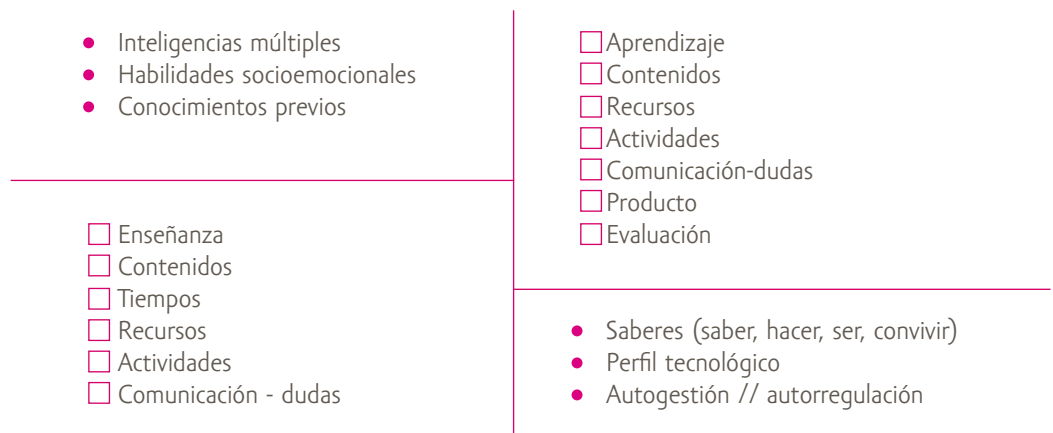 Inteligencias múltiples
Habilidades socioemocionales
Conocimientos previos
Enseñanza
Contenidos
Tiempos
Recursos
Actividades
Comunicación - dudas
Aprendizaje
Contenidos
Recursos
Actividades
Comunicación-dudas
Producto
Evaluación
Saberes (saber, hacer, ser, convivir)
Perfil tecnológico
Autogestión // autorregulación